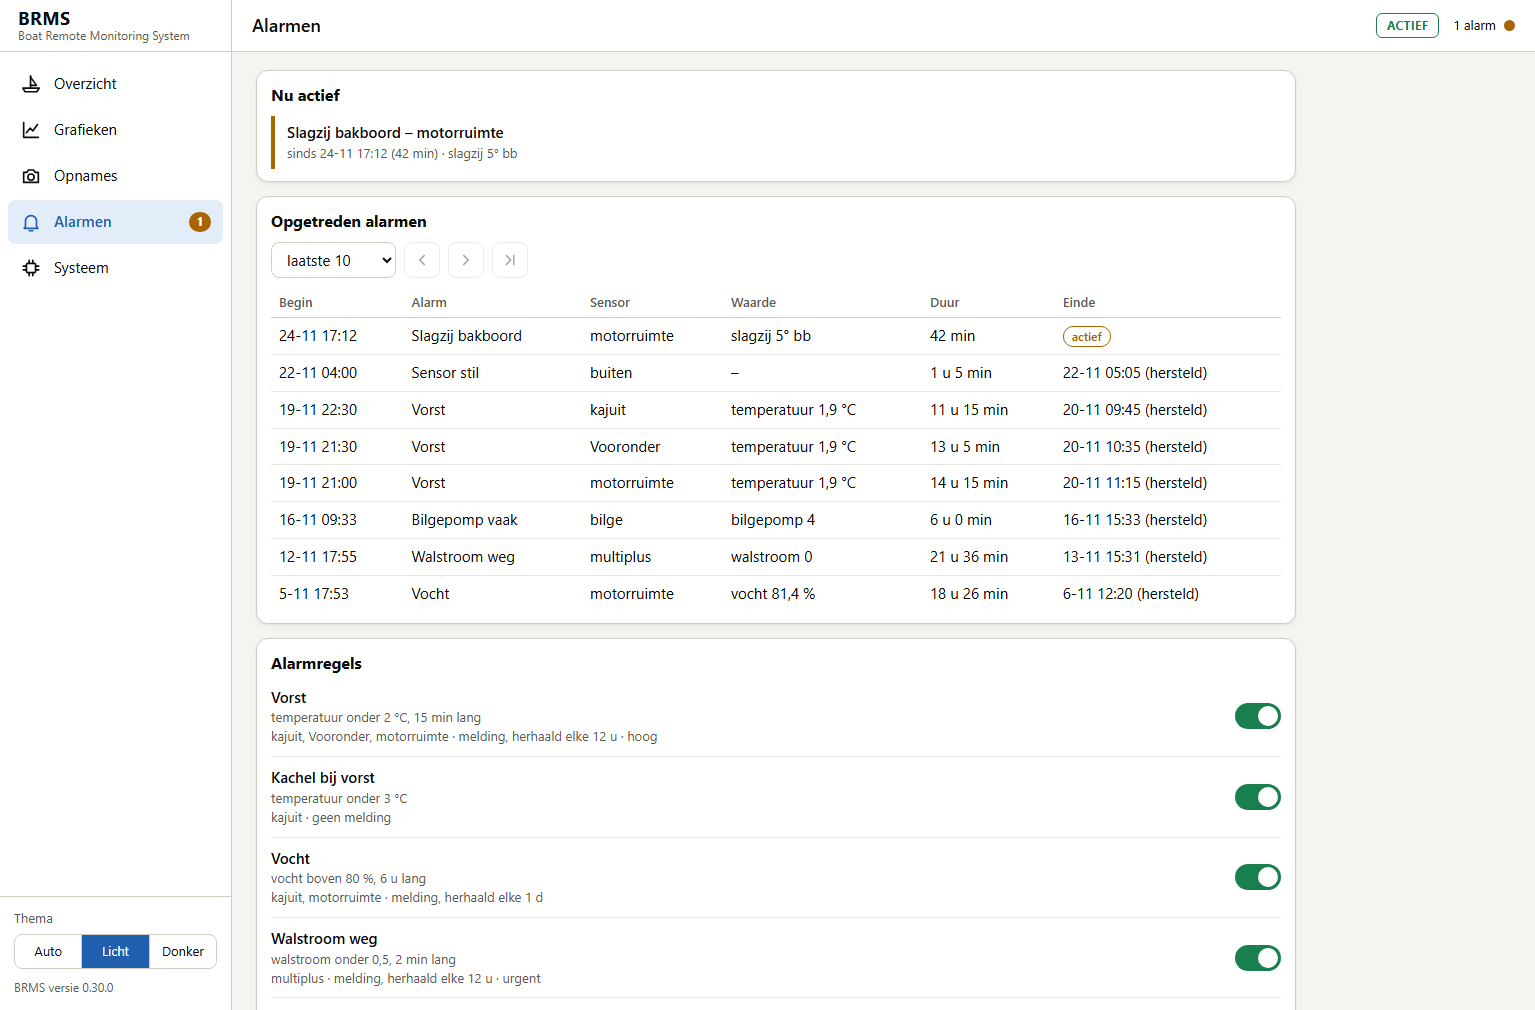 BRMS
Boat Remote Monitoring System
Alarmen
ACTIEF
1 alarm
Overzicht
Grafieken
Opnames
Alarmen 1
Systeem
Nu actief
Slagzij bakboord – motorruimte
sinds 24-11 17:12 (42 min) · slagzij 5° bb
Opgetreden alarmen
laatste 10
Begin Alarm Sensor Waarde Duur Einde
24-11 17:12 Slagzij bakboord motorruimte slagzij 5° bb 42 min actief
22-11 04:00 Sensor stil buiten – 1 u 5 min 22-11 05:05 (hersteld)
19-11 22:30 Vorst kajuit temperatuur 1,9 °C 11 u 15 min 20-11 09:45 (hersteld)
19-11 21:30 Vorst Vooronder temperatuur 1,9 °C 13 u 5 min 20-11 10:35 (hersteld)
19-11 21:00 Vorst motorruimte temperatuur 1,9 °C 14 u 15 min 20-11 11:15 (hersteld)
16-11 09:33 Bilgepomp vaak bilge bilgepomp 4 6 u 0 min 16-11 15:33 (hersteld)
12-11 17:55 Walstroom weg multiplus walstroom 0 21 u 36 min 13-11 15:31 (hersteld)
5-11 17:53 Vocht motorruimte vocht 81,4 % 18 u 26 min 6-11 12:20 (hersteld)
Alarmregels
Vorst
temperatuur onder 2 °C, 15 min lang
kajuit, Vooronder, motorruimte · melding, herhaald elke 12 u · hoog
Kachel bij vorst
temperatuur onder 3 °C
kajuit · geen melding
Vocht
vocht boven 80 %, 6 u lang
kajuit, motorruimte · melding, herhaald elke 1 d
Walstroom weg
walstroom onder 0,5, 2 min lang
multiplus · melding, herhaald elke 12 u · urgent
Thema
Auto Licht Donker
BRMS versie 0.30.0